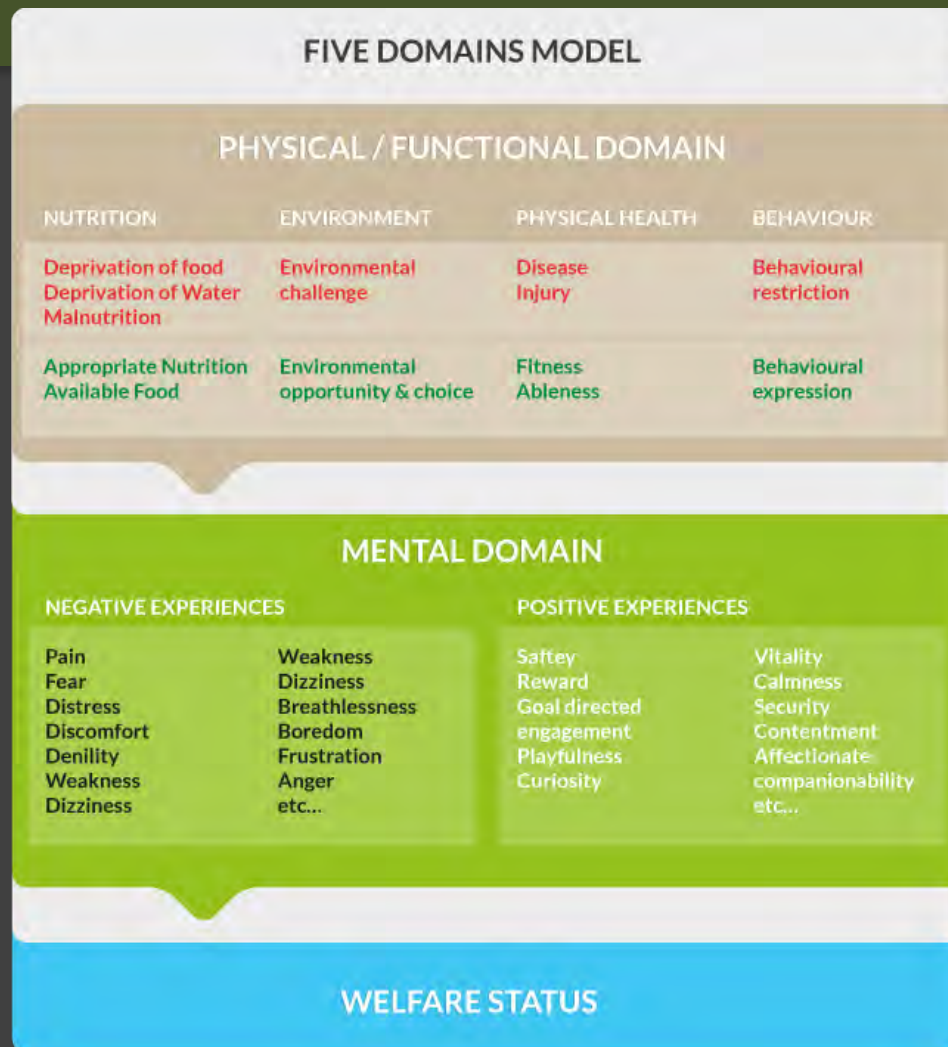 FIVE DOMAINS MODEL
PHYSICAL / FUNCTIONAL DOMAIN
NUTRITION
Deprivation of food
Deprivation of Water
Malnutrition
Appropriate Nutrition
Available Food
ENVIRONMENT
Environmental
challenge
Environmental
opportunity & choice
PHYSICAL HEALTH
Disease
Injury
Fitness
Ableness
BEHAVIOUR
Behavioural
restriction
Behavioural
expression
MENTAL DOMAIN
NEGATIVE EXPERIENCES
Pain
Fear
Distress
Discomfort
Denility
Weakness
Dizziness
Weakness
Dizziness
Breathlessness
Boredom
Frustration
Anger
etc...
POSITIVE EXPERIENCES
Saftey
Reward
Goal directed
engagement
Playfulness
Curiosity
Vitality
Calmness
Security
Contentment
Affectionate
companionability
etc...
WELFARE STATUS